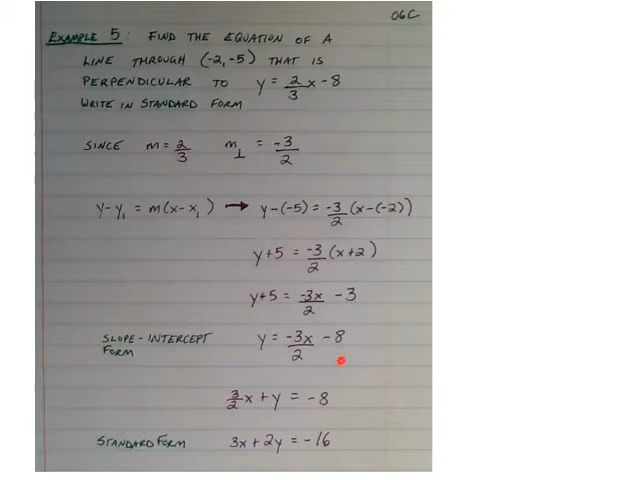 06C
EXAMPLE 5: FIND THE EQUATION OF A
LINE THROUGH (-2,-5) THAT IS
PERPENDICULAR TO y = 2/3 x - 8
WRITE IN STANDARD FORM
SINCE m = 2/3 m⊥ = -3/2
y - y₁ = m(x - x₁) → y - (-5) = -3/2 (x - (-2))
y + 5 = -3/2 (x + 2)
y + 5 = -3x/2 - 3
SLOPE-INTERCEPT FORM y = -3x/2 - 8
3/2 x + y = -8
STANDARD FORM 3x + 2y = -16